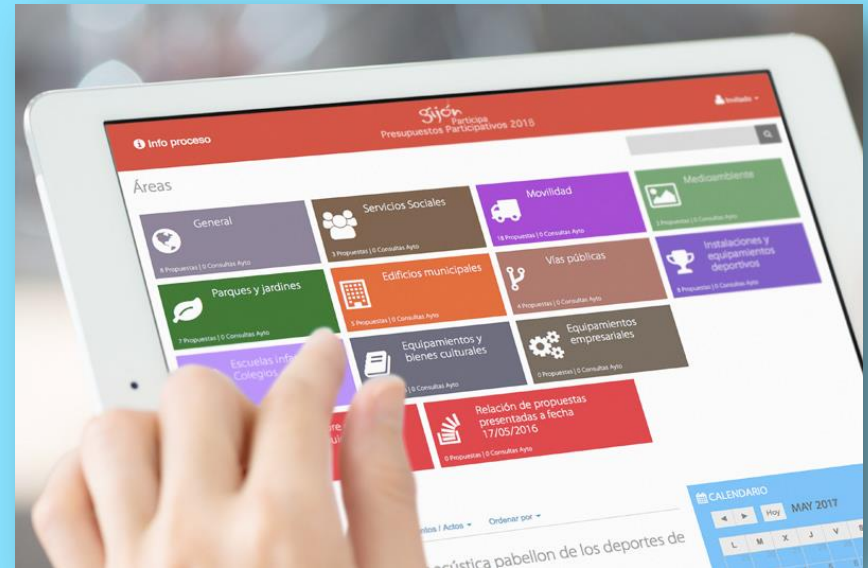 Info proceso
gijón
Participa
Presupuestos Participativos 2018
Invitado
Áreas
General
8 Propuestas | 0 Consultas Ayto
Servicios Sociales
3 Propuestas | 0 Consultas Ayto
Movilidad
18 Propuestas | 0 Consultas Ayto
Medioambiente
Propuestas | 0 Consultas Ayto
Parques y jardines
7 Propuestas | 0 Consultas Ayto
Edificios municipales
5 Propuestas | 0 Consultas Ayto
Vías públicas
4 Propuestas | 0 Consultas Ayto
Instalaciones y
equipamientos
deportivos
8 Propuestas | 0 Consultas Ayto
Escuelas
Colegios
Equipamientos y
bienes culturales
| 0 Consultas Ayto
Equipamientos
empresariales
0 Propuestas | 0 Consultas Ayto
Relación de propuestas
presentadas a fecha
17/05/2016
0 Propuestas | 0 Consultas Ayto
/ Actos
Ordenar por
pabellon de los deportes de
CALENDARIO
Hoy
MAY 2017
L M X J V S